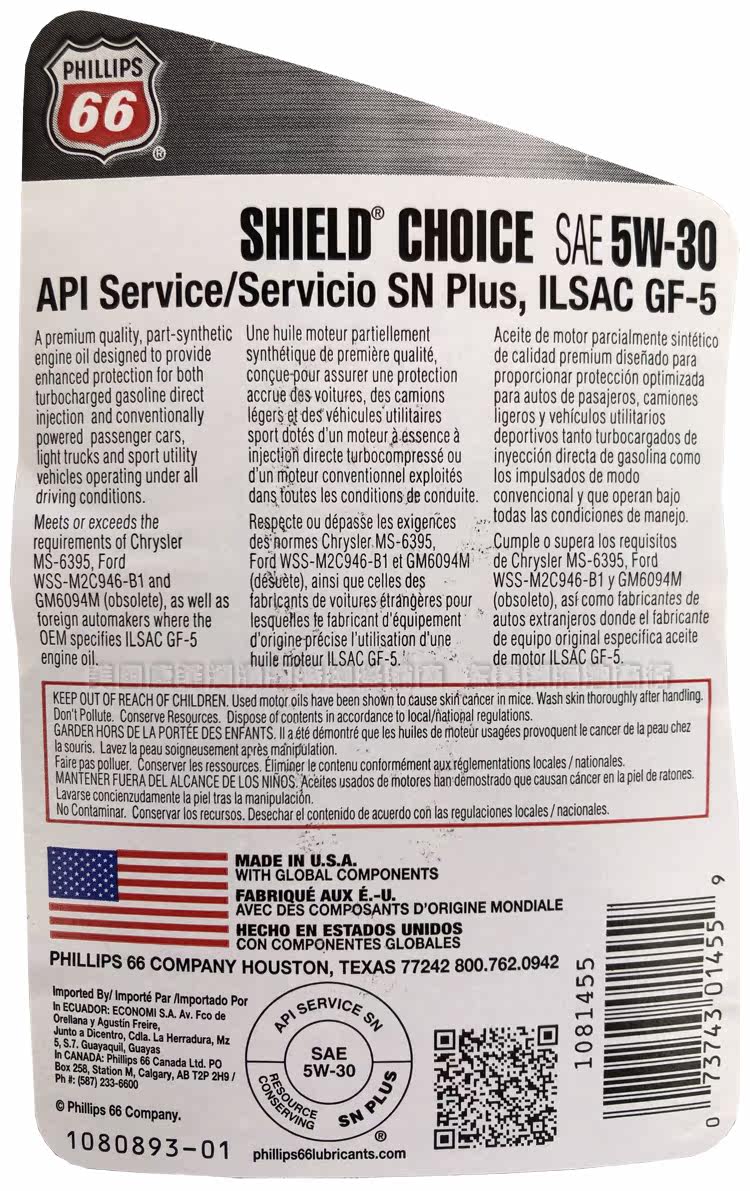 PHILLIPS
66
®
SHIELD® CHOICE SAE 5W-30
API Service/Servicio SN Plus, ILSAC GF-5
A premium quality, part-synthetic
engine oil designed to provide
enhanced protection for both
turbocharged gasoline direct
injection and conventionally
powered passenger cars,
light trucks and sport utility
vehicles operating under all
driving conditions.
Meets or exceeds the
requirements of Chrysler
MS-6395, Ford
WSS-M2C946-B1 and
GM6094M (obsolete), as well as
foreign automakers where the
OEM specifies ILSAC GF-5
engine oil.
Une huile moteur partiellement
synthétique de première qualité,
conçue pour assurer une protection
accrue des voitures, des camions
légers et des véhicules utilitaires
sport dotés d'un moteur à essence à
injection directe turbocompressé ou
d'un moteur conventionnel exploités
dans toutes les conditions de conduite.
Respecte ou dépasse les exigences
des normes Chrysler MS-6395,
Ford WSS-M2C946-B1 et GM6094M
(désuète), ainsi que celles des
fabricants de voitures étrangères pour
lesquelles le fabricant d'équipement
d'origine précise l'utilisation d'une
huile moteur ILSAC GF-5.
Aceite de motor parcialmente sintético
de calidad premium diseñado para
proporcionar protección optimizada
para autos de pasajeros, camiones
ligeros y vehículos utilitarios
deportivos tanto turbocargados de
inyección directa de gasolina como
los impulsados de modo
convencional y que operan bajo
todas las condiciones de manejo.
Cumple o supera los requisitos
de Chrysler MS-6395, Ford
WSS-M2C946-B1 y GM6094M
(obsoleto), así como fabricantes de
autos extranjeros donde el fabricante
de equipo original especifica aceite
de motor ILSAC GF-5.
KEEP OUT OF REACH OF CHILDREN. Used motor oils have been shown to cause skin cancer in mice. Wash skin thoroughly after handling.
Don't Pollute. Conserve Resources. Dispose of contents in accordance to local/national regulations.
GARDER HORS DE LA PORTÉE DES ENFANTS. Il a été démontré que les huiles de moteur usagées provoquent le cancer de la peau chez
la souris. Lavez la peau soigneusement après manipulation.
Faire pas polluer. Conserver les ressources. Éliminer le contenu conformément aux réglementations locales / nationales.
MANTENER FUERA DEL ALCANCE DE LOS NIÑOS. Aceites usados de motores han demostrado que causan cáncer en la piel de ratones.
Lavarse concienzudamente la piel tras la manipulación.
No Contaminar. Conservar los recursos. Desechar el contenido de acuerdo con las regulaciones locales / nacionales.
MADE IN U.S.A.
WITH GLOBAL COMPONENTS
FABRIQUÉ AUX É.-U.
AVEC DES COMPOSANTS D'ORIGINE MONDIALE
HECHO EN ESTADOS UNIDOS
CON COMPONENTES GLOBALES
PHILLIPS 66 COMPANY HOUSTON, TEXAS 77242 800.762.0942
Imported By/ Importé Par /Importado Por
In ECUADOR: ECONOMI S.A. Av. Fco de
Orellana y Agustín Freire,
Junto a Dicentro, Cdla. La Herradura, Mz
5, S.7. Guayaquil, Guayas
In CANADA: Phillips 66 Canada Ltd. PO
Box 258, Station M, Calgary, AB T2P 2H9 /
Ph #: (587) 233-6600
© Phillips 66 Company.
1080893-01
API SERVICE SN
SAE
5W-30
RESOURCE
CONSERVING
SN PLUS
®
phillips66lubricants.com
1081455
0 73743 01455 9